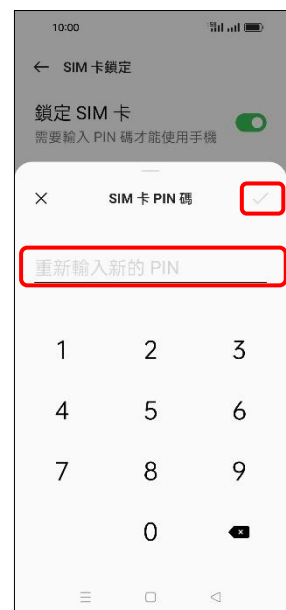 10:00
← SIM 卡鎖定
鎖定 SIM 卡
需要輸入 PIN 碼才能使用手機
× SIM 卡 PIN 碼 ✓
重新輸入新的 PIN
1 2 3
4 5 6
7 8 9
0